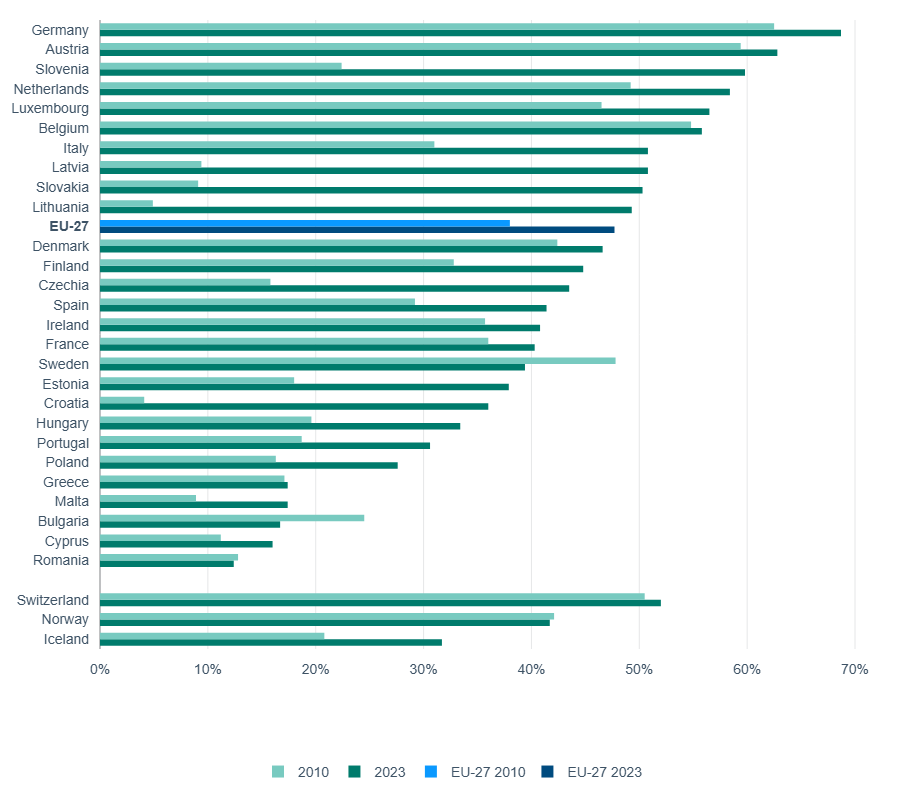 Germany
Austria
Slovenia
Netherlands
Luxembourg
Belgium
Italy
Latvia
Slovakia
Lithuania
EU-27
Denmark
Finland
Czechia
Spain
Ireland
France
Sweden
Estonia
Croatia
Hungary
Portugal
Poland
Greece
Malta
Bulgaria
Cyprus
Romania
Switzerland
Norway
Iceland
0% 10% 20% 30% 40% 50% 60% 70%
2010 2023 EU-27 2010 EU-27 2023